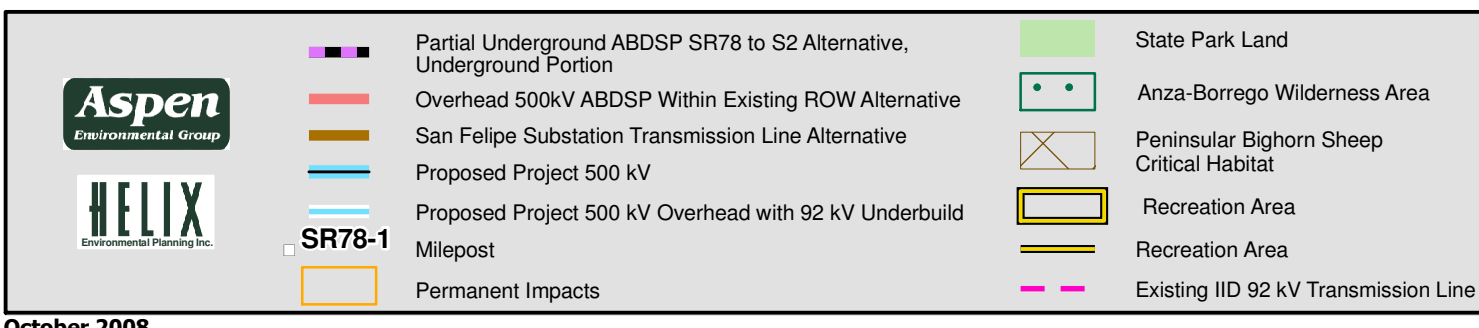 Aspen
Environmental Group
HELIX
Environmental Planning Inc.
Partial Underground ABDSP SR78 to S2 Alternative,
Underground Portion
Overhead 500kV ABDSP Within Existing ROW Alternative
San Felipe Substation Transmission Line Alternative
Proposed Project 500 kV
Proposed Project 500 kV Overhead with 92 kV Underbuild
SR78-1
Milepost
Permanent Impacts
State Park Land
Anza-Borrego Wilderness Area
Peninsular Bighorn Sheep
Critical Habitat
Recreation Area
Recreation Area
Existing IID 92 kV Transmission Line
October 2008